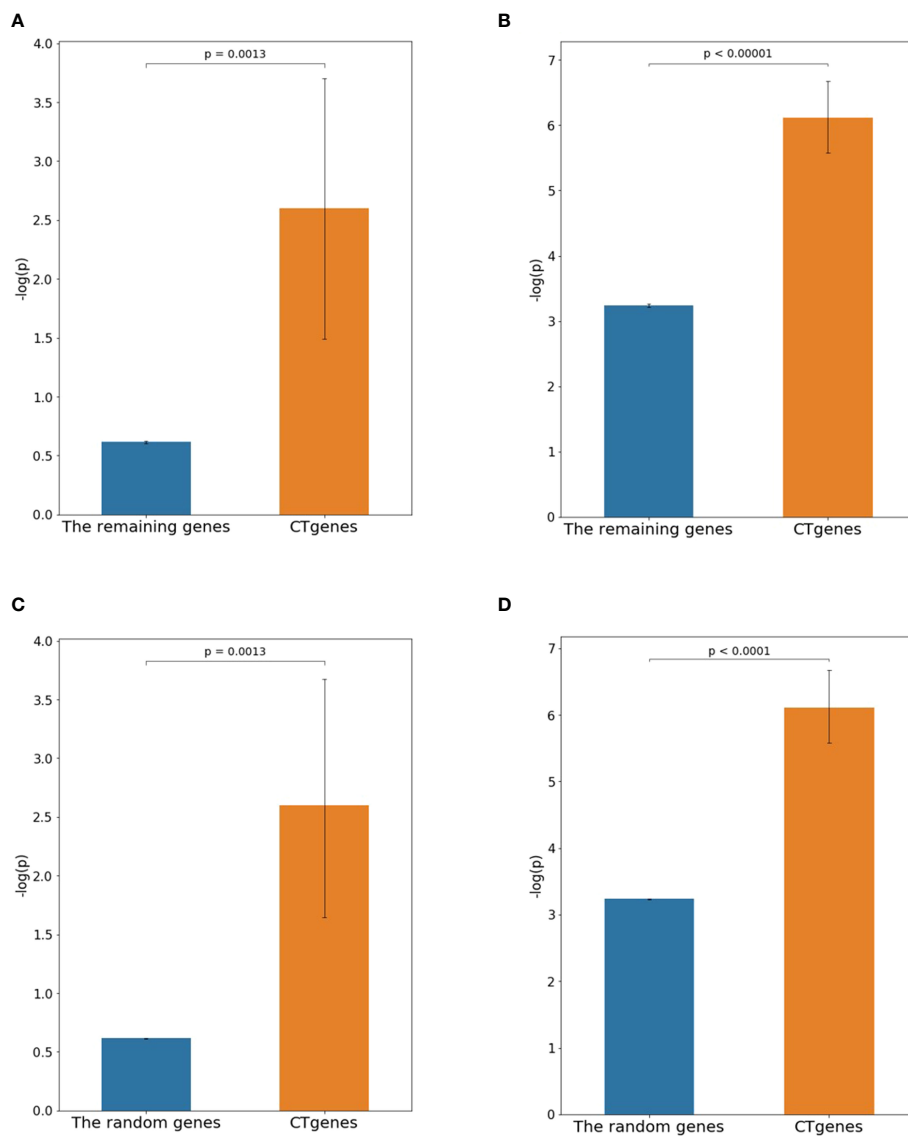 A
p = 0.0013
4.0
3.5
3.0
2.5
2.0
1.5
1.0
0.5
0.0
-log(p)
The remaining genes CTgenes
B
p < 0.00001
7
6
5
4
3
2
1
0
-log(p)
The remaining genes CTgenes
C
p = 0.0013
4.0
3.5
3.0
2.5
2.0
1.5
1.0
0.5
0.0
-log(p)
The random genes CTgenes
D
p < 0.0001
7
6
5
4
3
2
1
0
-log(p)
The random genes CTgenes